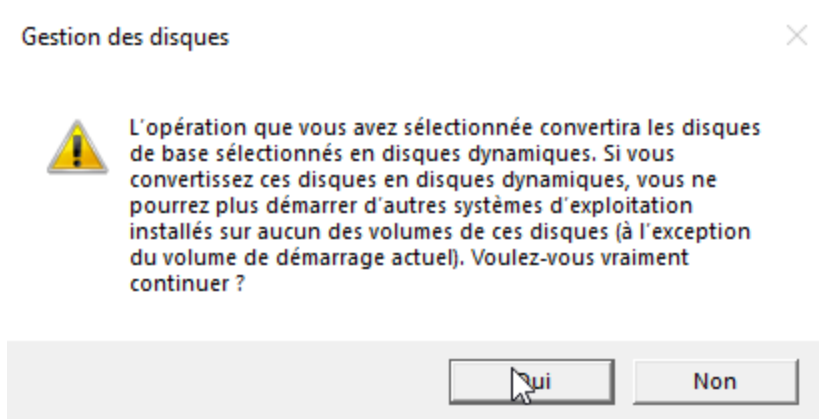 Gestion des disques
L'opération que vous avez sélectionnée convertira les disques
de base sélectionnés en disques dynamiques. Si vous
convertissez ces disques en disques dynamiques, vous ne
pourrez plus démarrer d'autres systèmes d'exploitation
installés sur aucun des volumes de ces disques (à l'exception
du volume de démarrage actuel). Voulez-vous vraiment
continuer ?
Oui
Non